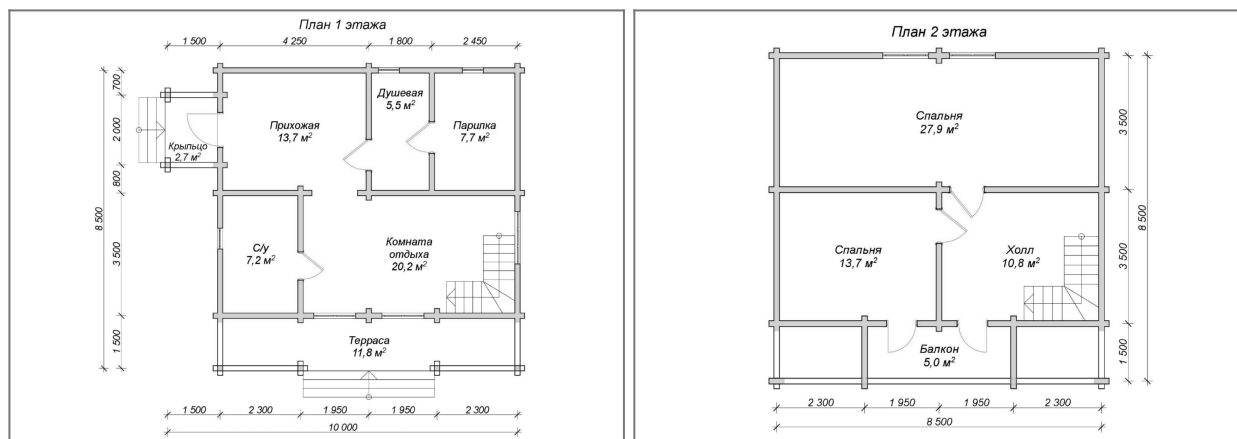 План 1 этажа
1 500
4 250
1 800
2 450
700
2 000
800
3 500
1 500
8 500
Душевая
5,5 м²
Прихожая
13,7 м²
Парилка
7,7 м²
Крыльцо
2,7 м²
С/у
7,2 м²
Комната
отдыха
20,2 м²
Терраса
11,8 м²
1 500
2 300
1 950
1 950
2 300
10 000
План 2 этажа
Спальня
27,9 м²
Спальня
13,7 м²
Холл
10,8 м²
Балкон
5,0 м²
3 500
3 500
1 500
8 500
2 300
1 950
1 950
2 300
8 500